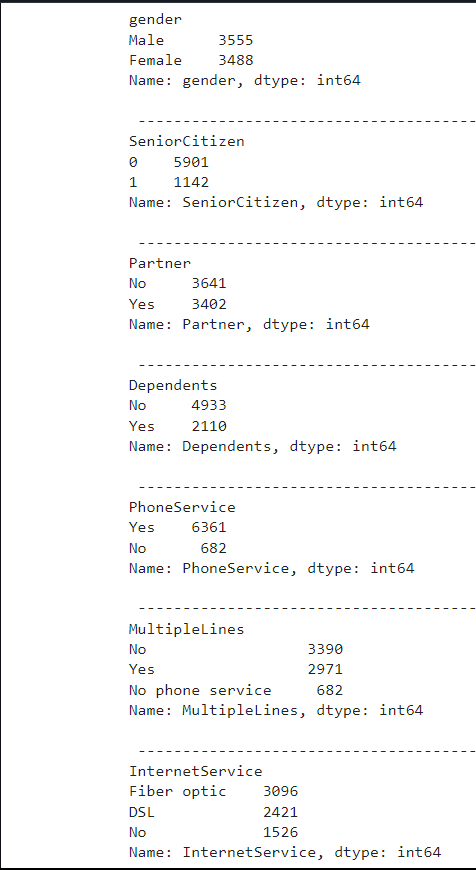 gender
Male      3555
Female    3488
Name: gender, dtype: int64
--------------------------------------
SeniorCitizen
0    5901
1    1142
Name: SeniorCitizen, dtype: int64
--------------------------------------
Partner
No     3641
Yes    3402
Name: Partner, dtype: int64
--------------------------------------
Dependents
No     4933
Yes    2110
Name: Dependents, dtype: int64
--------------------------------------
PhoneService
Yes    6361
No      682
Name: PhoneService, dtype: int64
--------------------------------------
MultipleLines
No                  3390
Yes                 2971
No phone service     682
Name: MultipleLines, dtype: int64
--------------------------------------
InternetService
Fiber optic    3096
DSL            2421
No             1526
Name: InternetService, dtype: int64